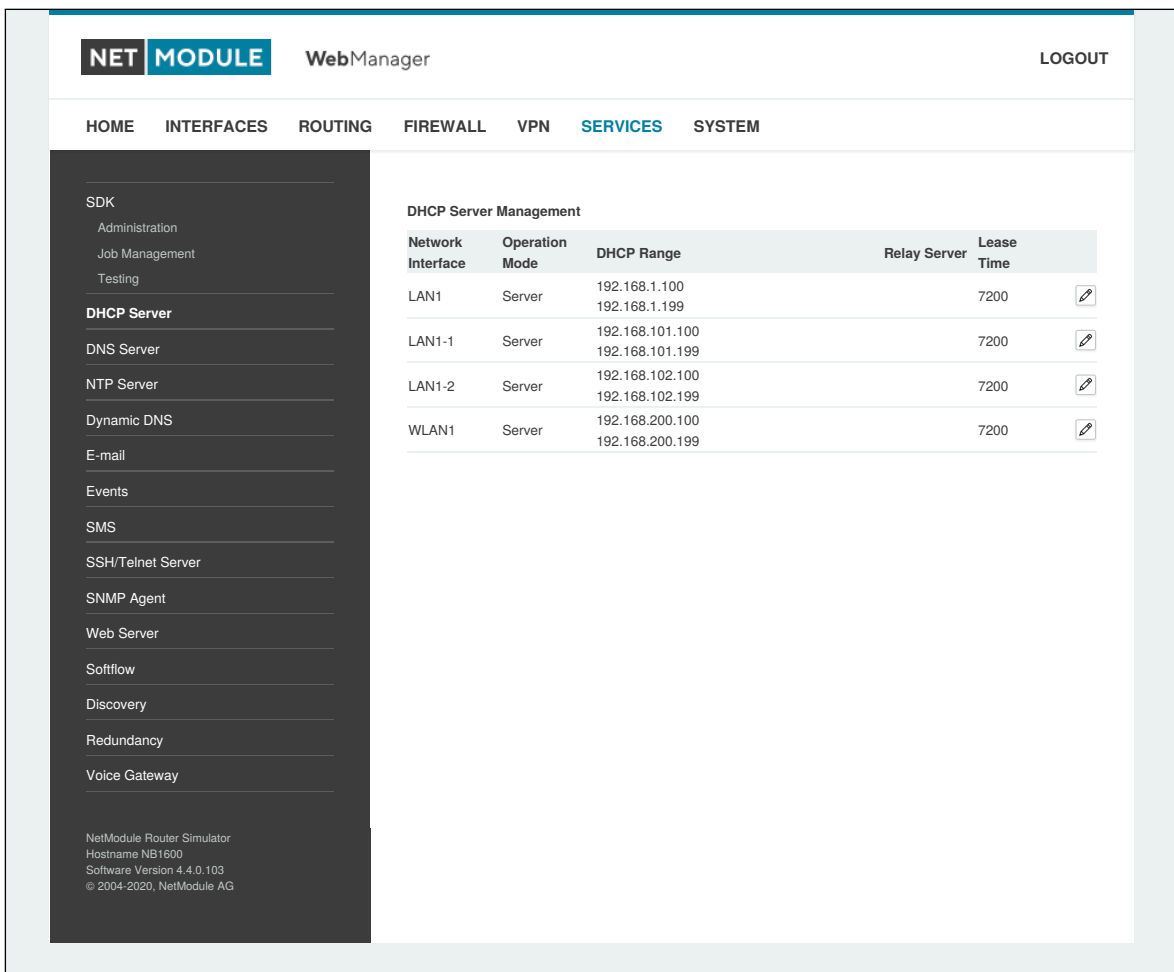 NET MODULE WebManager LOGOUT
HOME INTERFACES ROUTING FIREWALL VPN SERVICES SYSTEM
SDK
Administration
Job Management
Testing
DHCP Server
DNS Server
NTP Server
Dynamic DNS
E-mail
Events
SMS
SSH/Telnet Server
SNMP Agent
Web Server
Softflow
Discovery
Redundancy
Voice Gateway
NetModule Router Simulator
Hostname NB1600
Software Version 4.4.0.103
© 2004-2020, NetModule AG
DHCP Server Management
Network Interface Operation Mode DHCP Range Relay Server Lease Time
LAN1 Server 192.168.1.100 7200
192.168.1.199
LAN1-1 Server 192.168.101.100 7200
192.168.101.199
LAN1-2 Server 192.168.102.100 7200
192.168.102.199
WLAN1 Server 192.168.200.100 7200
192.168.200.199